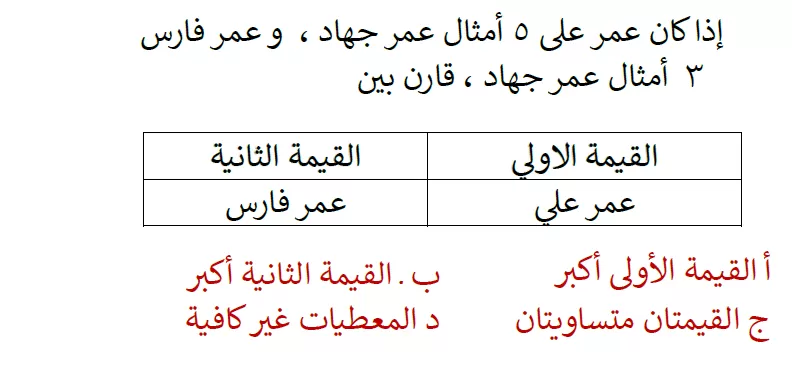 إذا كان عمر على ٥ أمثال عمر جهاد ، و عمر فارس
٣ أمثال عمر جهاد ، قارن بين
القيمة الاولي القيمة الثانية
عمر علي عمر فارس
أ القيمة الأولى أكبر ب . القيمة الثانية أكبر
ج القيمتان متساويتان د المعطيات غير كافية